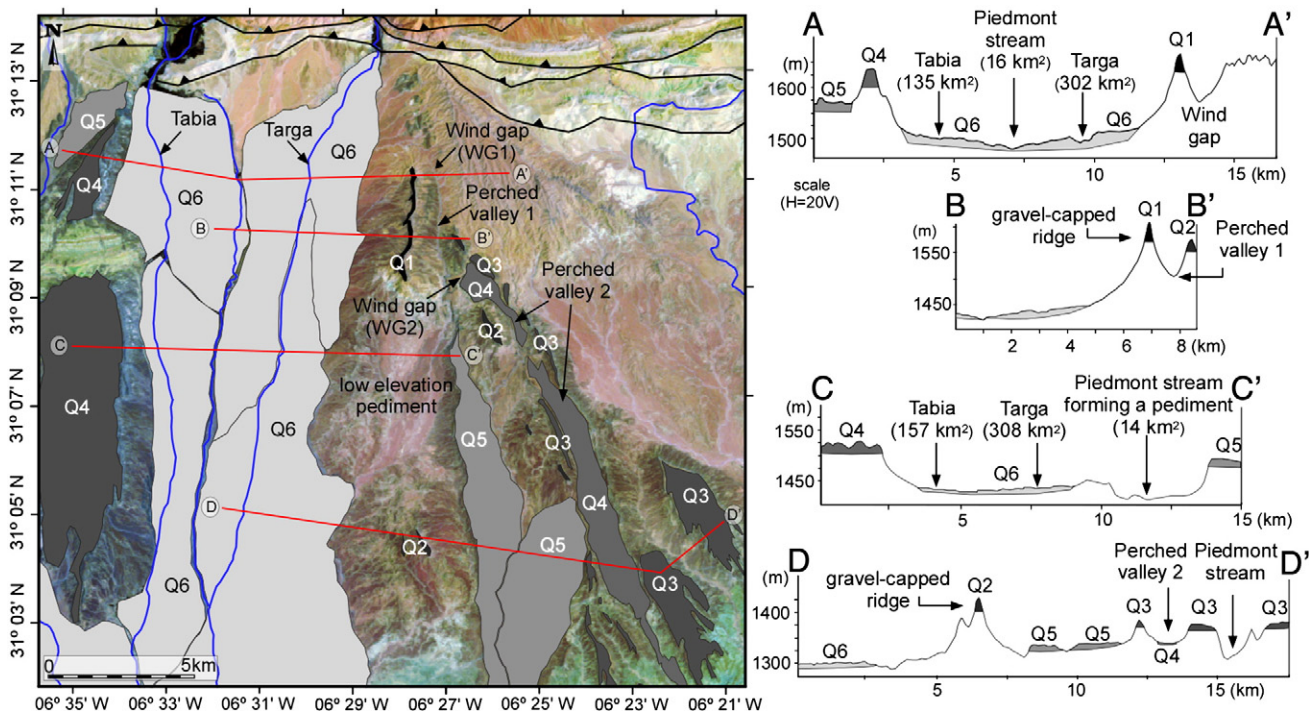 N
31° 13' N
31° 11' N
31° 09' N
31° 07' N
31° 05' N
31° 03' N
06° 35' W
06° 33' W
06° 31' W
06° 29' W
06° 27' W
06° 25' W
06° 23' W
06° 21' W
Q5
Tabia
Targa
Q6
Wind gap
(WG1)
A
A'
Q4
Q6
Perched
valley 1
B
B'
Q1
Q3
Q4
Perched
valley 2
Wind gap
(WG2)
Q2
Q3
C
C'
low elevation
pediment
Q4
Q6
Q5
Q3
Q4
Q3
D
D'
Q2
Q5
Q3
Q6
0
5km
A
A'
(m)
1600
1500
Q5
Q4
Tabia
(135 km²)
Piedmont
stream
(16 km²)
Targa
(302 km²)
Q1
Q6
Q6
Wind
gap
5
10
15 (km)
scale
(H=20V)
B
B'
(m)
1550
1450
gravel-capped
ridge
Q1
Q2
Perched
valley 1
2
4
6
8 (km)
C
C'
(m)
1550
1450
Q4
Tabia
(157 km²)
Targa
(308 km²)
Piedmont stream
forming a pediment
(14 km²)
Q5
Q6
5
10
15 (km)
D
D'
(m)
1400
1300
gravel-capped
ridge
Q2
Perched
valley 2
Piedmont
stream
Q3
Q3
Q3
Q5
Q5
Q4
Q6
5
10
15 (km)